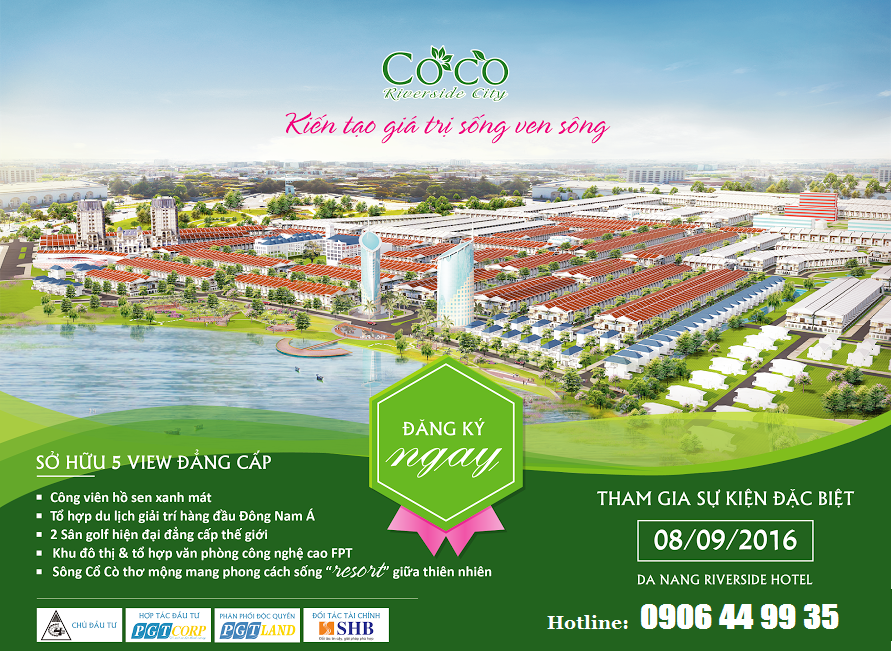 CoCo
Riverside City
Kiến tạo giá trị sống ven sông
ĐĂNG KÝ
ngay
SỞ HỮU 5 VIEW ĐẲNG CẤP
Công viên hồ sen xanh mát
Tổ hợp du lịch giải trí hàng đầu Đông Nam Á
2 Sân golf hiện đại đẳng cấp thế giới
Khu đô thị & tổ hợp văn phòng công nghệ cao FPT
Sông Cổ Cò thơ mộng mang phong cách sống “resort” giữa thiên nhiên
THAM GIA SỰ KIỆN ĐẶC BIỆT
08/09/2016
DA NANG RIVERSIDE HOTEL
CHỦ ĐẦU TƯ
HỢP TÁC ĐẦU TƯ
PGT CORP
PHÂN PHỐI ĐỘC QUYỀN
PGT LAND
ĐỐI TÁC TÀI CHÍNH
SHB
Hotline: 0906 44 99 35